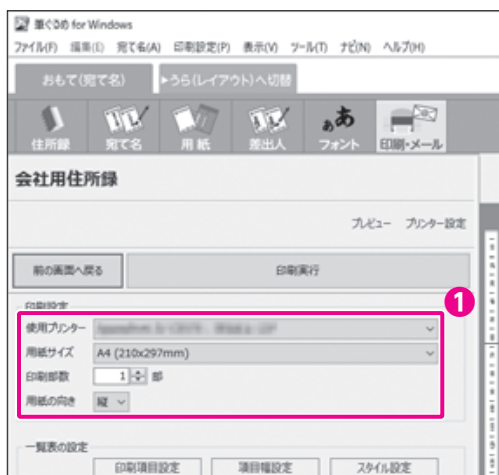 筆ぐるめ for Windows
ファイル(F) 編集(E) 宛て名(A) 印刷設定(P) 表示(V) ツール(T) ナビ(N) ヘルプ(H)
おもて(宛て名) ▶うら(レイアウト)へ切替
住所録 宛て名 用紙 差出人 フォント 印刷・メール
会社用住所録
プレビュー プリンター設定
前の画面へ戻る 印刷実行
印刷設定
1
使用プリンター
用紙サイズ A4 (210x297mm)
印刷部数 1 部
用紙の向き 縦
一覧表の設定
印刷項目設定 項目幅設定 スタイル設定